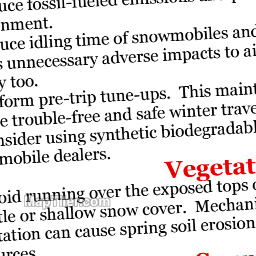 uce fossil-fueled emissions
nment.
uce idling time of snowmobiles and
s unnecessary adverse impacts to ai
y too.
form pre-trip tune-ups. This maint
e trouble-free and safe winter trave
nsider using synthetic biodegradabl
mobile dealers.
Vegetat
oid running over the exposed tops o
tle or shallow snow cover. Mechani
tation can cause spring soil erosion
urces.